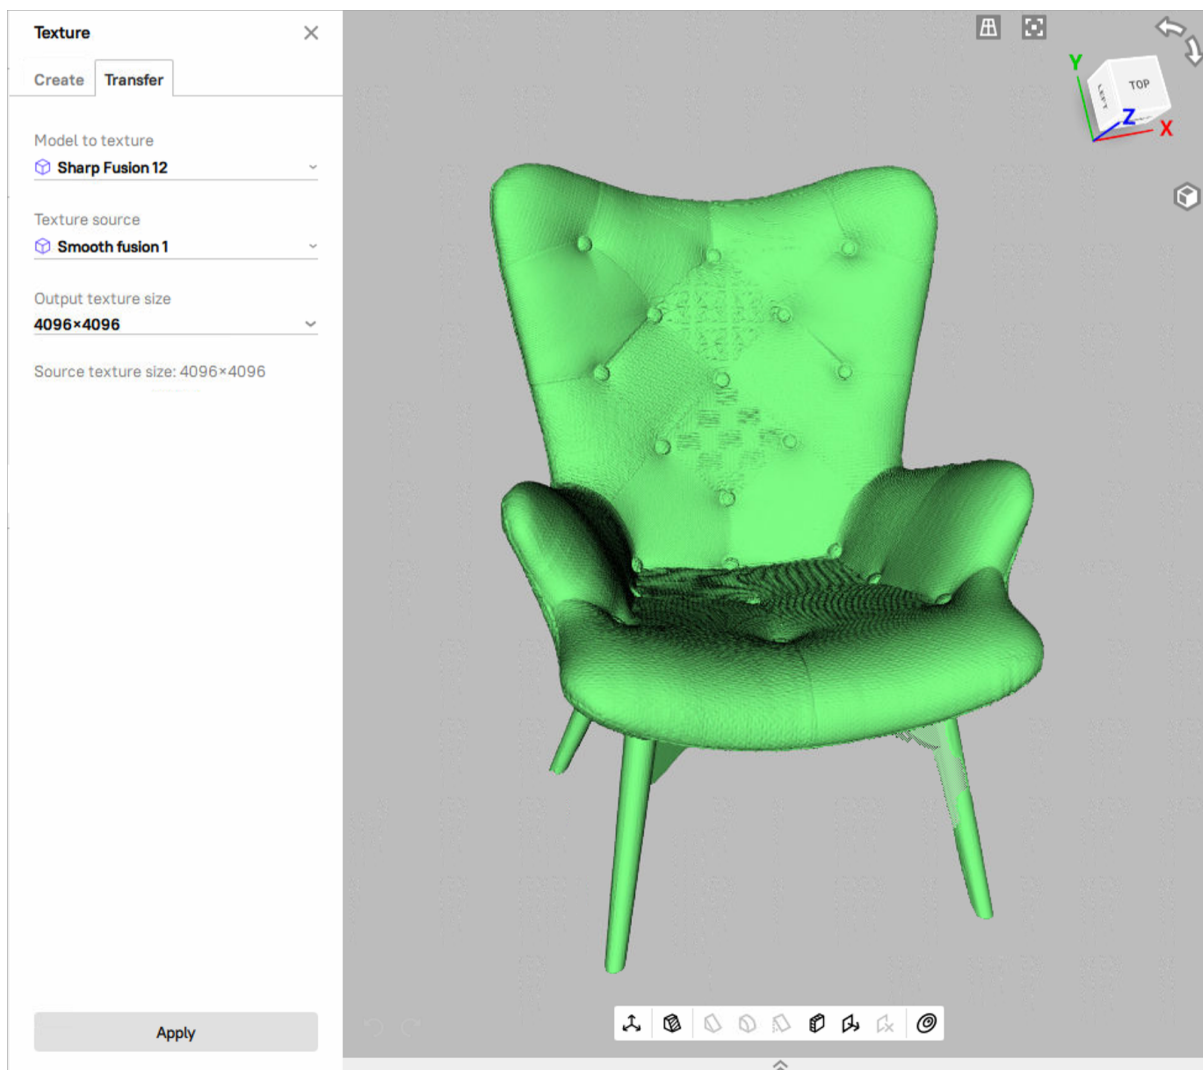 Texture
Create
Transfer
Model to texture
Sharp Fusion 12
Texture source
Smooth fusion 1
Output texture size
4096×4096
Source texture size: 4096×4096
Apply
Y
LEFT
TOP
Z
X